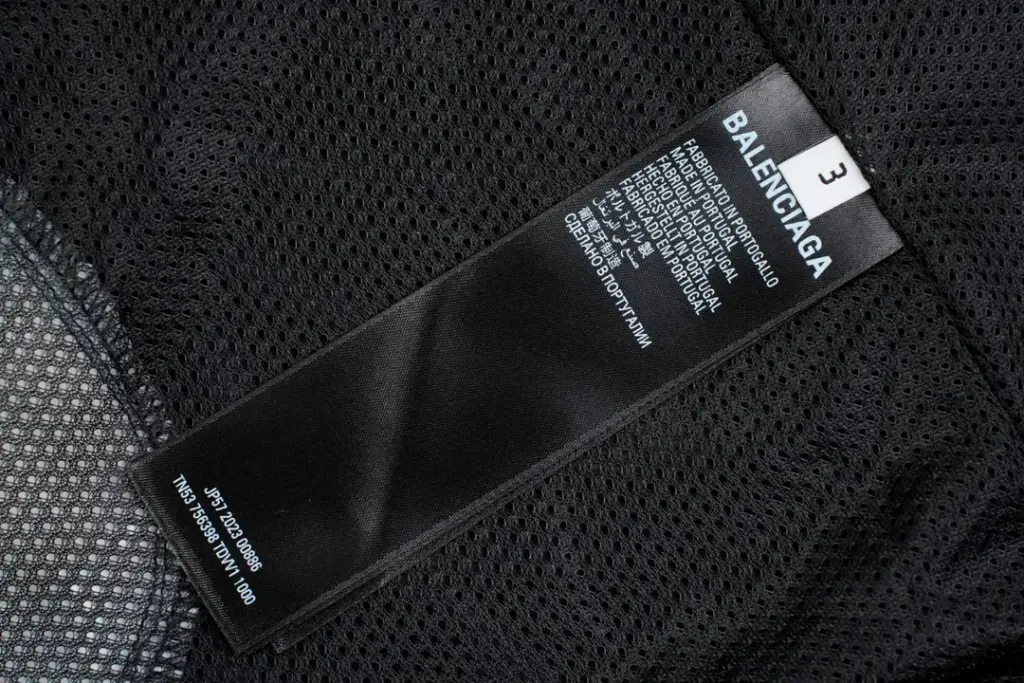 BALENCIAGA
3
FABBRICATO IN PORTOGALLO
MADE IN PORTUGAL
FABRIQUÉ AU PORTUGAL
HECHO EN PORTUGAL
HERGESTELLT IN PORTUGAL
FABRICADO EM PORTUGAL
ポルトガル製
صنع في البرتغال
葡萄牙制造
СДЕЛАНО В ПОРТУГАЛИИ
JP57 2023 00886
TN53 756398 TDVV1 1000